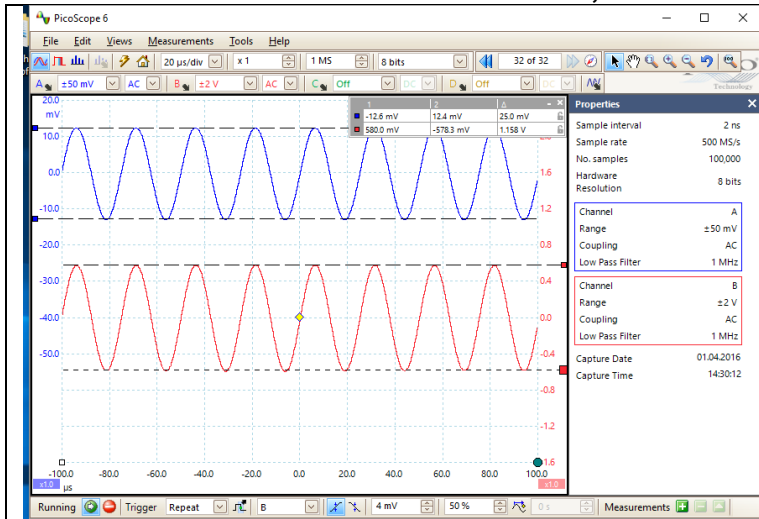 PicoScope 6
File Edit Views Measurements Tools Help
20 µs/div x 1 1 MS 8 bits 32 of 32
A ±50 mV AC B ±2 V AC C Off DC D Off DC
Technology
20.0
mV
0.0
-10.0
-20.0
-30.0
-40.0
-50.0
1 2 Δ
-12.6 mV 12.4 mV 25.0 mV
580.0 mV -578.3 mV 1.158 V
1.6
1.2
0.8
0.4
0.0
-0.4
-0.8
-1.2
1.6
-100.0 -80.0 -60.0 -40.0 -20.0 0.0 20.0 40.0 60.0 80.0 100.0
x1.0 µs x1.0
Properties
Sample interval 2 ns
Sample rate 500 MS/s
No. samples 100,000
Hardware
Resolution 8 bits
Channel A
Range ±50 mV
Coupling AC
Low Pass Filter 1 MHz
Channel B
Range ±2 V
Coupling AC
Low Pass Filter 1 MHz
Capture Date 01.04.2016
Capture Time 14:30:12
Running Trigger Repeat B 4 mV 50 % 0 s Measurements